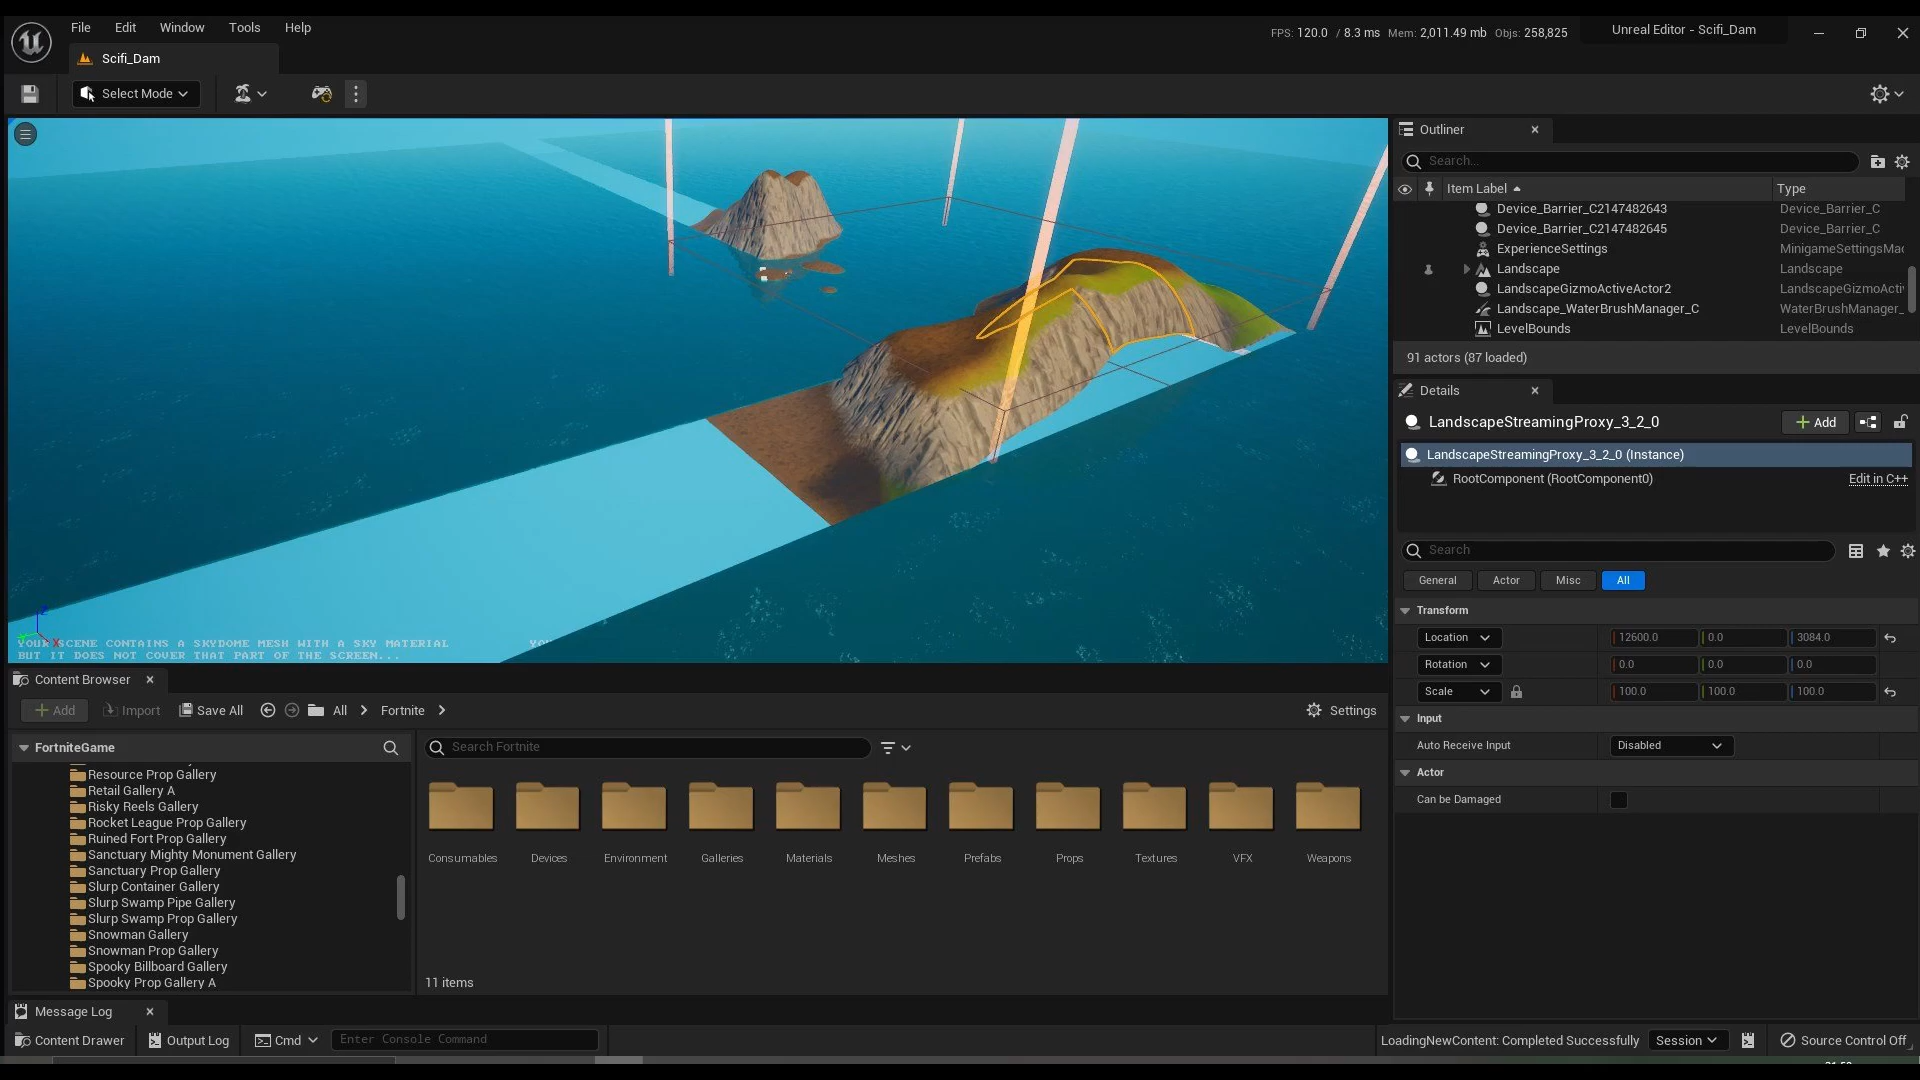 File Edit Window Tools Help
FPS: 120.0 / 8.3 ms Mem: 2,011.49 mb Objs: 258,825
Unreal Editor - Scifi_Dam
Scifi_Dam
Select Mode
YOUR SCENE CONTAINS A SKYDOME MESH WITH A SKY MATERIAL
BUT IT DOES NOT COVER THAT PART OF THE SCREEN...
Outliner
Search...
Item Label Type
Device_Barrier_C2147482643 Device_Barrier_C
Device_Barrier_C2147482645 Device_Barrier_C
ExperienceSettings MinigameSettingsMac
Landscape Landscape
LandscapeGizmoActiveActor2 LandscapeGizmoActiv
Landscape_WaterBrushManager_C WaterBrushManager_
LevelBounds LevelBounds
91 actors (87 loaded)
Details
LandscapeStreamingProxy_3_2_0
Add
LandscapeStreamingProxy_3_2_0 (Instance)
RootComponent (RootComponent0) Edit in C++
Search
General Actor Misc All
Transform
Location 12600.0 0.0 3084.0
Rotation 0.0 0.0 0.0
Scale 100.0 100.0 100.0
Input
Auto Receive Input Disabled
Actor
Can be Damaged
Content Browser
Add Import Save All All Fortnite Settings
FortniteGame
Resource Prop Gallery
Retail Gallery A
Risky Reels Gallery
Rocket League Prop Gallery
Ruined Fort Prop Gallery
Sanctuary Mighty Monument Gallery
Sanctuary Prop Gallery
Slurp Container Gallery
Slurp Swamp Pipe Gallery
Slurp Swamp Prop Gallery
Snowman Gallery
Snowman Prop Gallery
Spooky Billboard Gallery
Spooky Prop Gallery A
Search Fortnite
Consumables Devices Environment Galleries Materials Meshes Prefabs Props Textures VFX Weapons
11 items
Message Log
Content Drawer Output Log Cmd Enter Console Command
LoadingNewContent: Completed Successfully Session Source Control Off